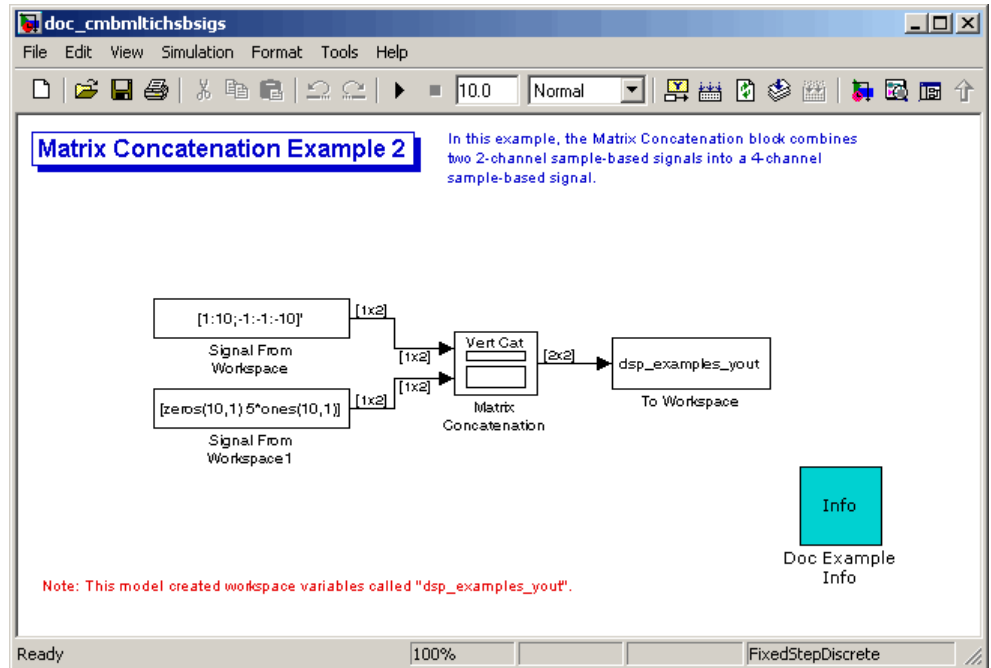 doc_cmbmltichsbsigs
File Edit View Simulation Format Tools Help
10.0 Normal
Matrix Concatenation Example 2
In this example, the Matrix Concatenation block combines
two 2-channel sample-based signals into a 4-channel
sample-based signal.
[1:10;-1:-1:-10]'
[1x2]
Signal From
Workspace
[1x2]
Vert Cat
[2x2]
dsp_examples_yout
To Workspace
[zeros(10,1) 5*ones(10,1)]
[1x2]
[1x2]
Matrix
Concatenation
Signal From
Workspace1
Info
Doc Example
Info
Note: This model created workspace variables called "dsp_examples_yout".
Ready 100% FixedStepDiscrete